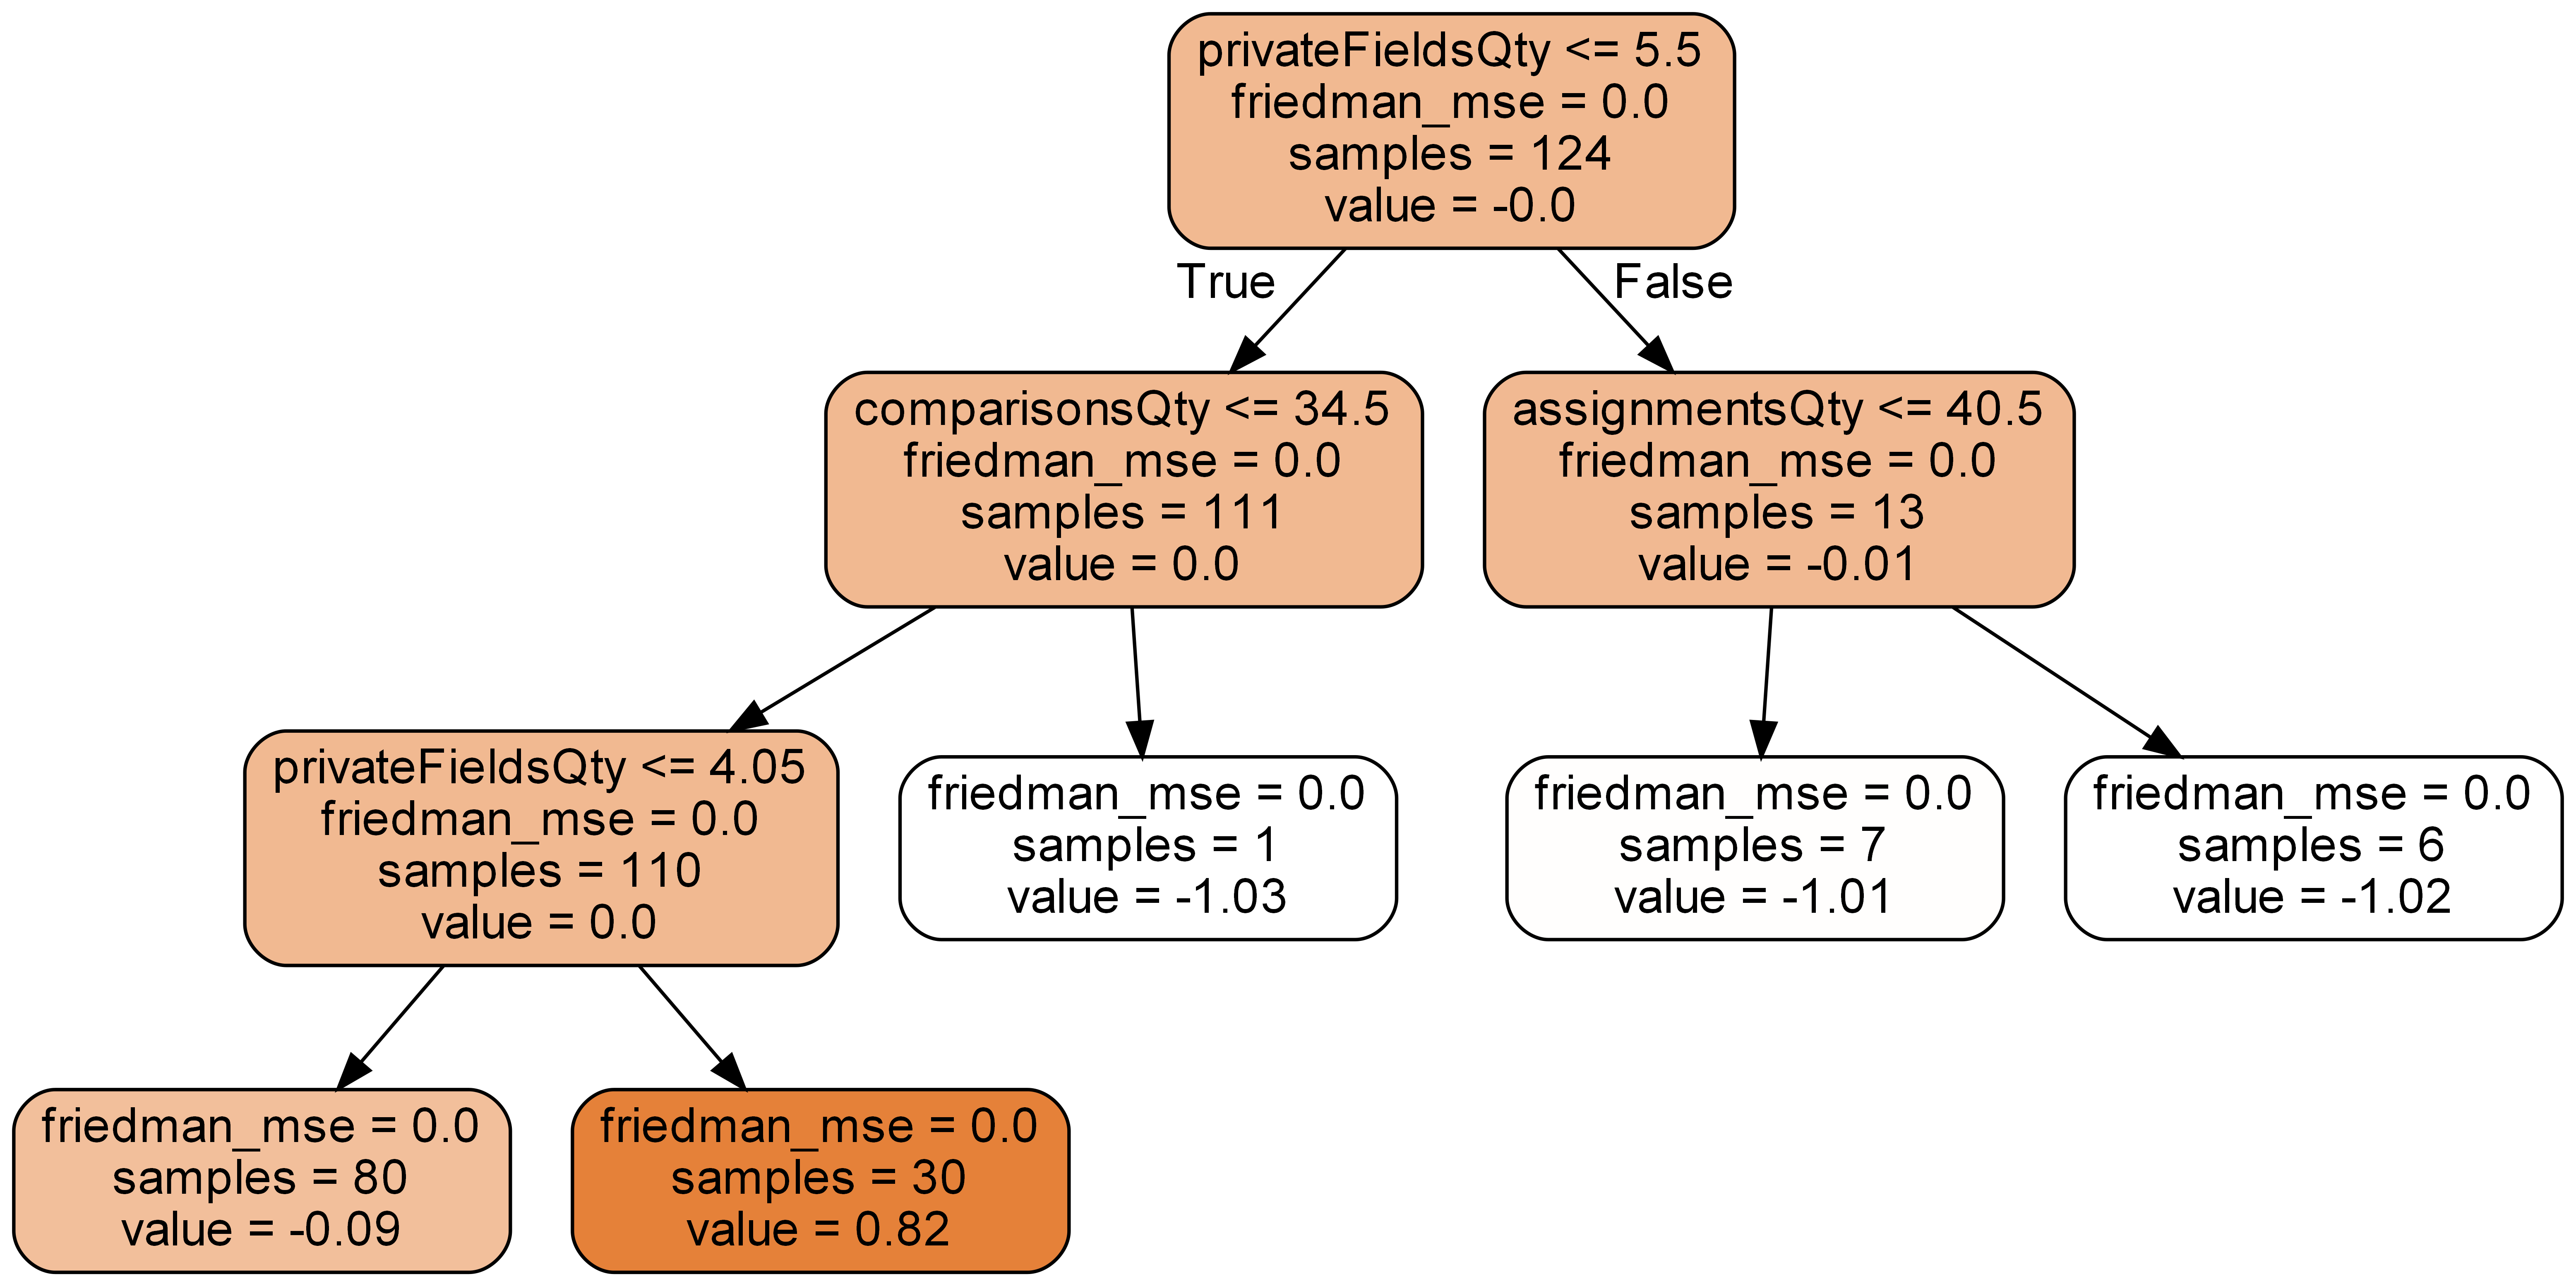 privateFieldsQty <= 5.5
friedman_mse = 0.0
samples = 124
value = -0.0
True
False
comparisonsQty <= 34.5
friedman_mse = 0.0
samples = 111
value = 0.0
assignmentsQty <= 40.5
friedman_mse = 0.0
samples = 13
value = -0.01
privateFieldsQty <= 4.05
friedman_mse = 0.0
samples = 110
value = 0.0
friedman_mse = 0.0
samples = 1
value = -1.03
friedman_mse = 0.0
samples = 7
value = -1.01
friedman_mse = 0.0
samples = 6
value = -1.02
friedman_mse = 0.0
samples = 80
value = -0.09
friedman_mse = 0.0
samples = 30
value = 0.82